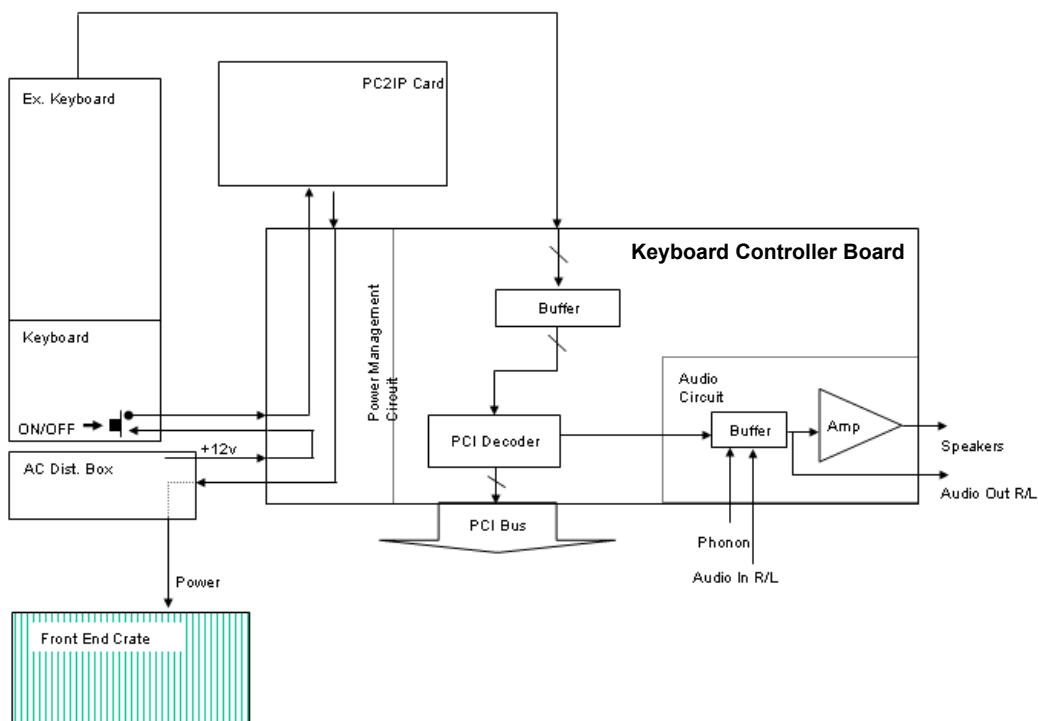 Ex. Keyboard
PC2IP Card
Keyboard Controller Board
Power Management
Circuit
Buffer
Keyboard
ON/OFF
Audio
Circuit
Buffer
Amp
PCI Decoder
Speakers
+12v
AC Dist. Box
Audio Out R/L
PCI Bus
Phonon
Audio In R/L
Power
Front End Crate